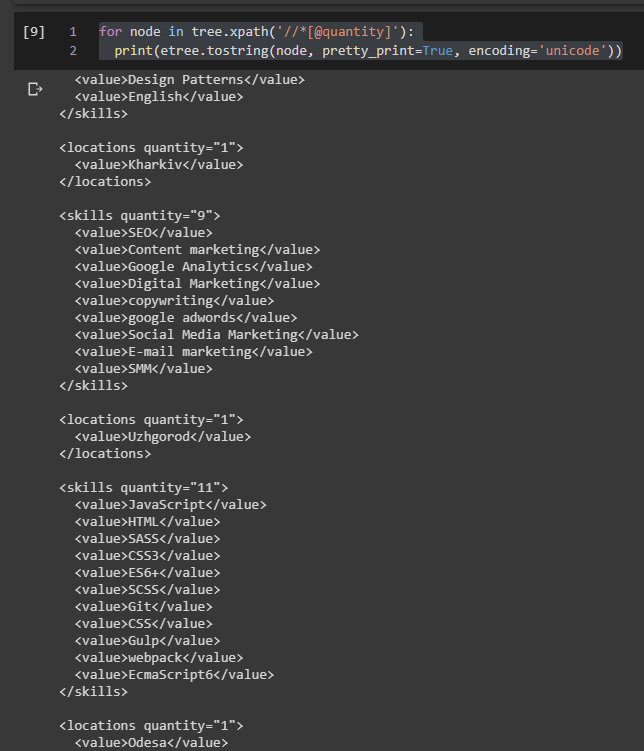 [9] 1 for node in tree.xpath('//*[@quantity]'):
2 print(etree.tostring(node, pretty_print=True, encoding='unicode'))
<value>Design Patterns</value>
<value>English</value>
</skills>
<locations quantity="1">
<value>Kharkiv</value>
</locations>
<skills quantity="9">
<value>SEO</value>
<value>Content marketing</value>
<value>Google Analytics</value>
<value>Digital Marketing</value>
<value>copywriting</value>
<value>google adwords</value>
<value>Social Media Marketing</value>
<value>E-mail marketing</value>
<value>SMM</value>
</skills>
<locations quantity="1">
<value>Uzhgorod</value>
</locations>
<skills quantity="11">
<value>JavaScript</value>
<value>HTML</value>
<value>SASS</value>
<value>CSS3</value>
<value>ES6+</value>
<value>SCSS</value>
<value>Git</value>
<value>CSS</value>
<value>Gulp</value>
<value>webpack</value>
<value>EcmaScript6</value>
</skills>
<locations quantity="1">
<value>Odesa</value>